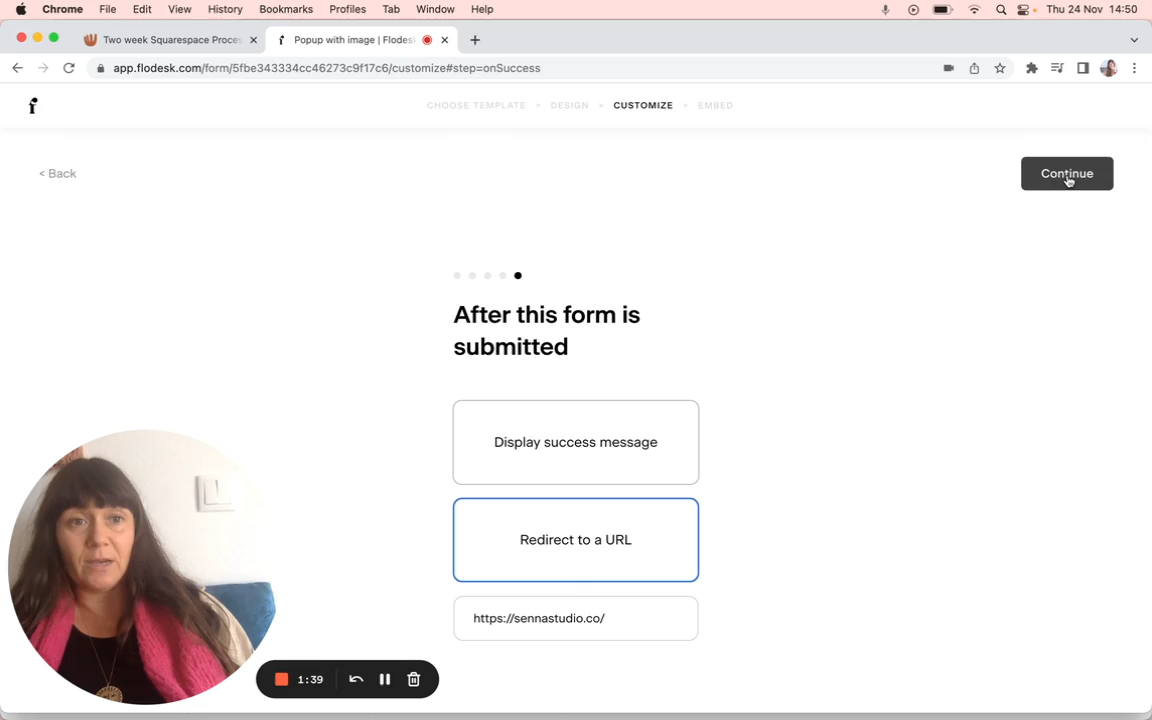 Chrome File Edit View History Bookmarks Profiles Tab Window Help Thu 24 Nov 14:50
Two week Squarespace Proces Popup with image | Flodes
app.flodesk.com/form/5fbe343334cc46273c9f17c6/customize#step=onSuccess
CHOOSE TEMPLATE DESIGN CUSTOMIZE EMBED
< Back
Continue
After this form is
submitted
Display success message
Redirect to a URL
https://sennastudio.co/
1:39